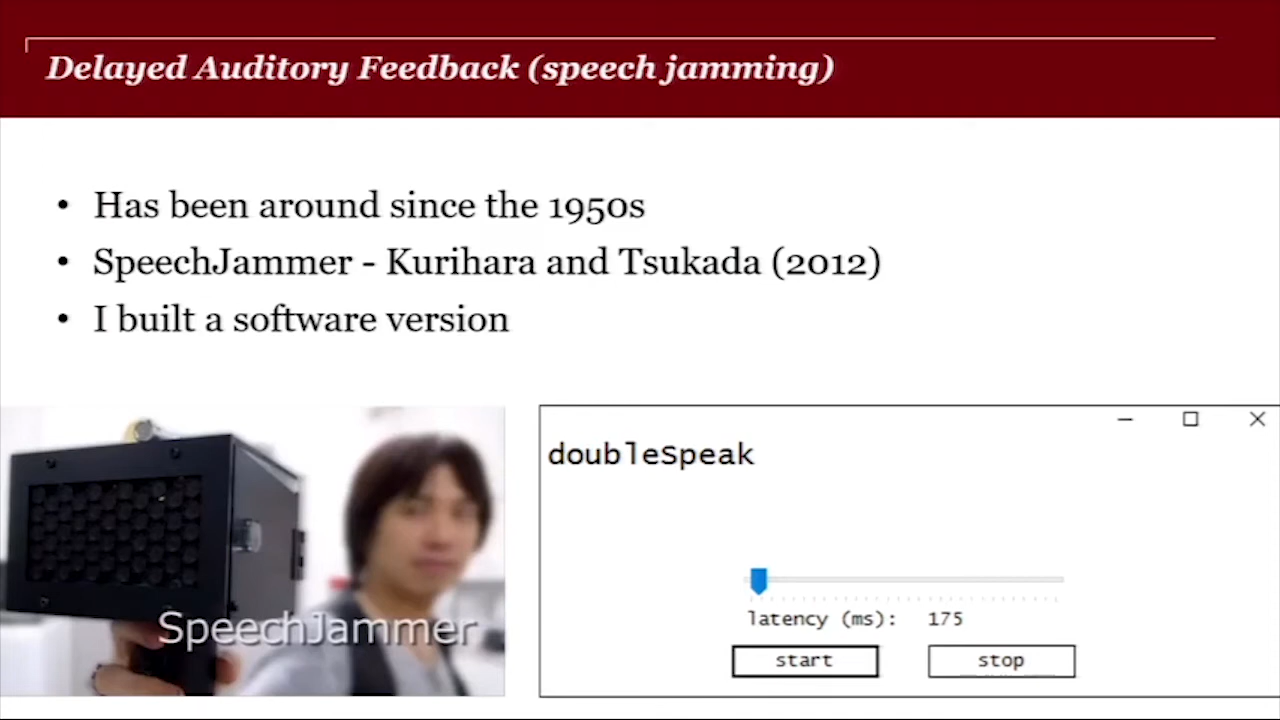 Delayed Auditory Feedback (speech jamming)
• Has been around since the 1950s
• SpeechJammer - Kurihara and Tsukada (2012)
• I built a software version
SpeechJammer
doubleSpeak
latency (ms): 175
start stop